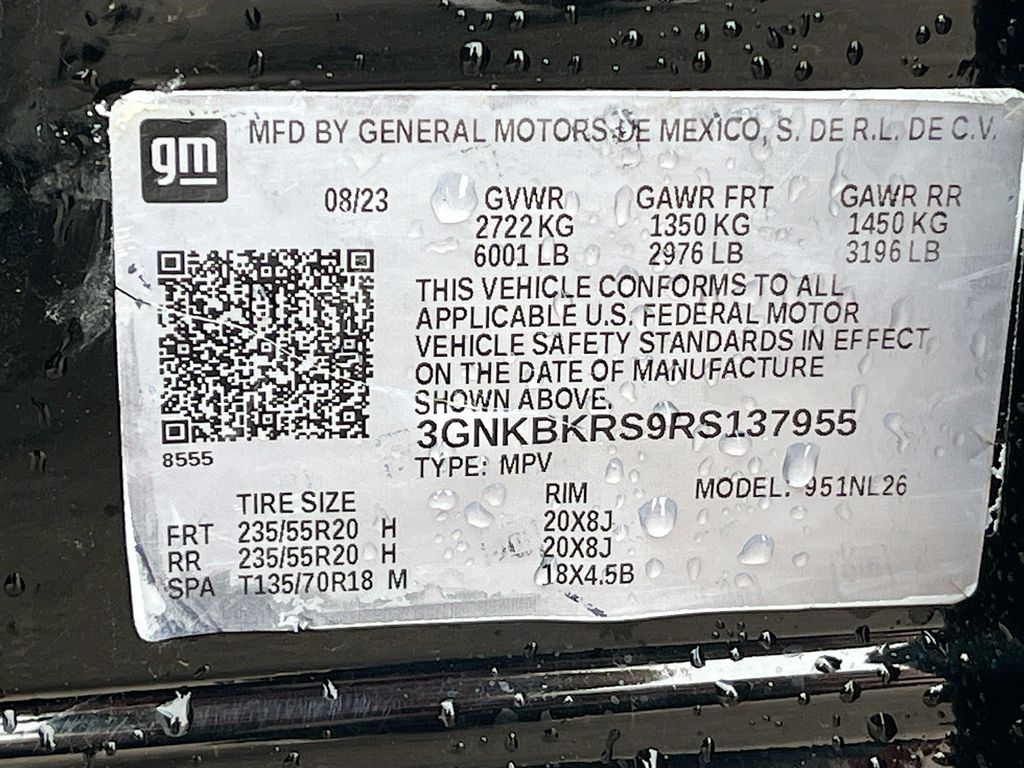 gm MFD BY GENERAL MOTORS DE MEXICO, S. DE R.L. DE C.V.
08/23 GVWR GAWR FRT GAWR RR
2722 KG 1350 KG 1450 KG
6001 LB 2976 LB 3196 LB
THIS VEHICLE CONFORMS TO ALL
APPLICABLE U.S. FEDERAL MOTOR
VEHICLE SAFETY STANDARDS IN EFFECT
ON THE DATE OF MANUFACTURE
SHOWN ABOVE.
3GNKBKRS9RS137955
8555
TYPE: MPV
MODEL: 951NL26
TIRE SIZE RIM
FRT 235/55R20 H 20X8J
RR 235/55R20 H 20X8J
SPA T135/70R18 M 18X4.5B